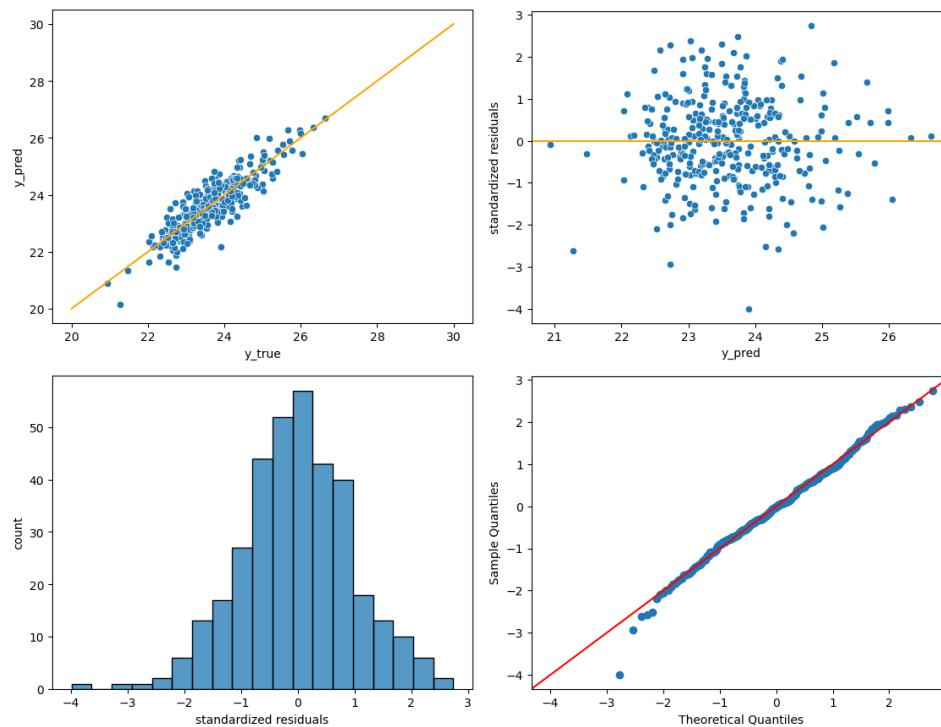 30
28
26
24
22
20
y_pred
20 22 24 26 28 30
y_true
3
2
1
0
−1
−2
−3
−4
standardized residuals
21 22 23 24 25 26
y_pred
50
40
30
20
10
0
count
−4 −3 −2 −1 0 1 2 3
standardized residuals
3
2
1
0
−1
−2
−3
−4
Sample Quantiles
−4 −3 −2 −1 0 1 2
Theoretical Quantiles